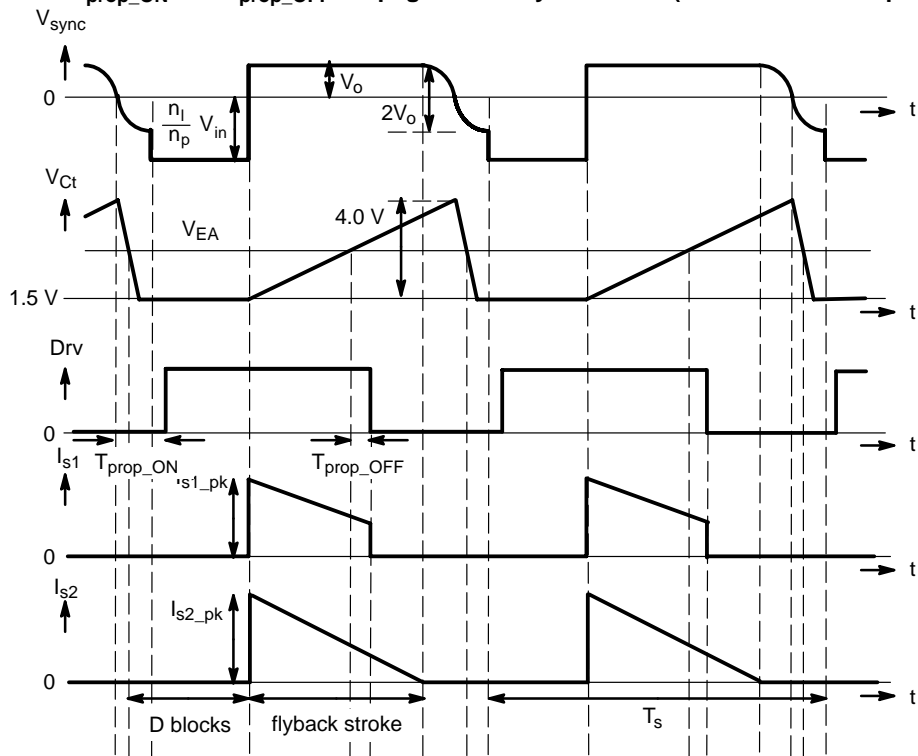 V_sync
0
V_o
n_l
n_p
V_in
2V_o
t
V_Ct
V_EA
4.0 V
1.5 V
t
Drv
0
t
T_prop_ON
T_prop_OFF
I_s1
I_s1_pk
0
t
I_s2
I_s2_pk
0
t
D blocks
flyback stroke
T_s